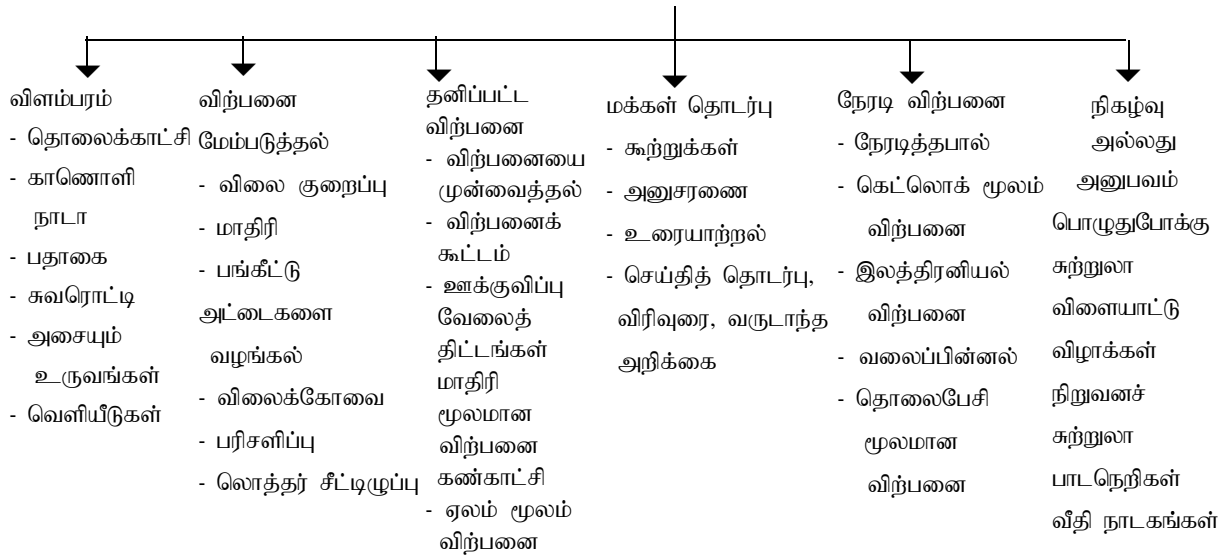 விளம்பரம்
- தொலைக்காட்சி
- காணொளி
நாடா
- பதாகை
- சுவரொட்டி
- அசையும்
உருவங்கள்
- வெளியீடுகள்
விற்பனை
மேம்படுத்தல்
- விலை குறைப்பு
- மாதிரி
- பங்கீட்டு
அட்டைகளை
வழங்கல்
- விலைக்கோவை
- பரிசளிப்பு
- லொத்தர் சீட்டிழுப்பு
தனிப்பட்ட
விற்பனை
- விற்பனையை
முன்வைத்தல்
- விற்பனைக்
கூட்டம்
- ஊக்குவிப்பு
வேலைத்
திட்டங்கள்
மாதிரி
மூலமான
விற்பனை
கண்காட்சி
- ஏலம் மூலம்
விற்பனை
மக்கள் தொடர்பு
- கூற்றுக்கள்
- அனுசரணை
- உரையாற்றல்
- செய்தித் தொடர்பு,
விரிவுரை, வருடாந்த
அறிக்கை
நேரடி விற்பனை
- நேரடித்தபால்
- கெட்லொக் மூலம்
விற்பனை
- இலத்திரனியல்
விற்பனை
- வலைப்பின்னல்
- தொலைபேசி
மூலமான
விற்பனை
நிகழ்வு
அல்லது
அனுபவம்
பொழுதுபோக்கு
சுற்றுலா
விளையாட்டு
விழாக்கள்
நிறுவனச்
சுற்றுலா
பாடநெறிகள்
வீதி நாடகங்கள்